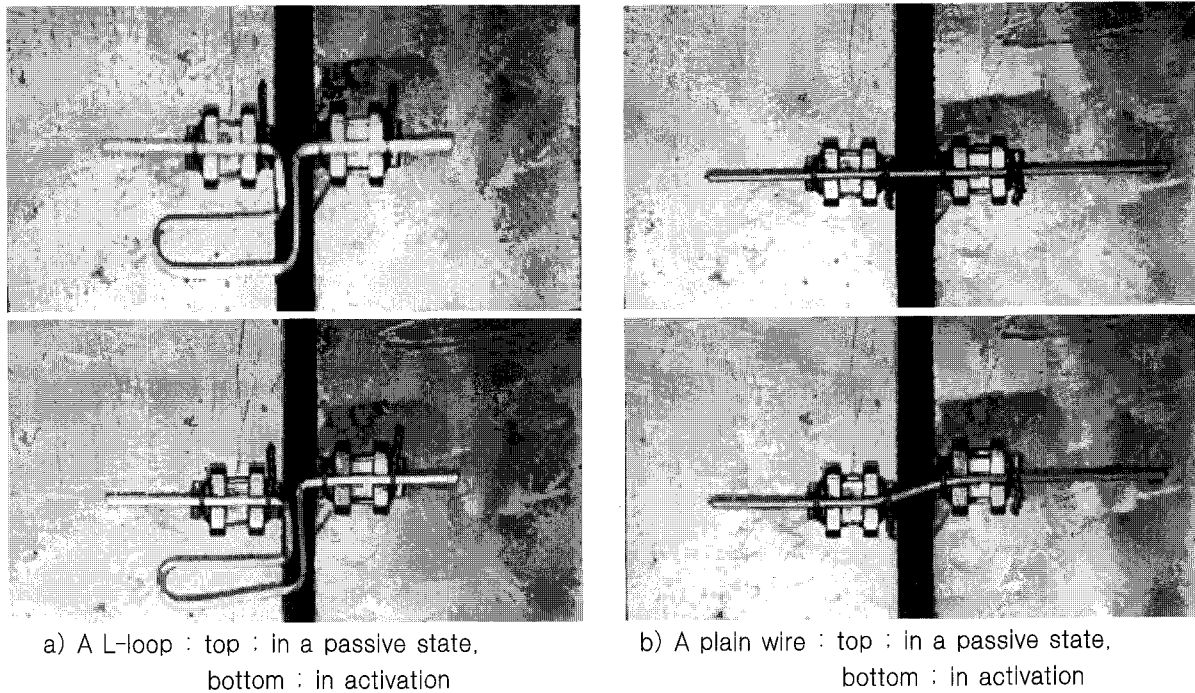 a) A L-loop : top ; in a passive state,
bottom ; in activation
b) A plain wire : top ; in a passive state,
bottom ; in activation